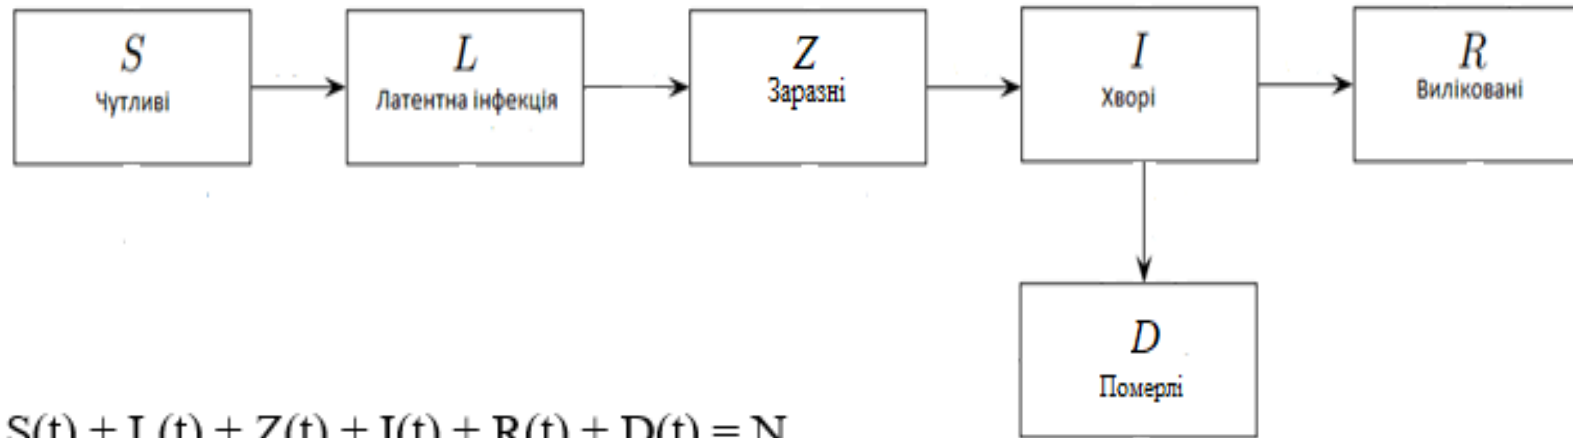 S
Чутливі
L
Латентна інфекція
Z
Заразні
I
Хворі
R
Виліковані
D
Померлі
S(t) + L(t) + Z(t) + I(t) + R(t) + D(t) = N